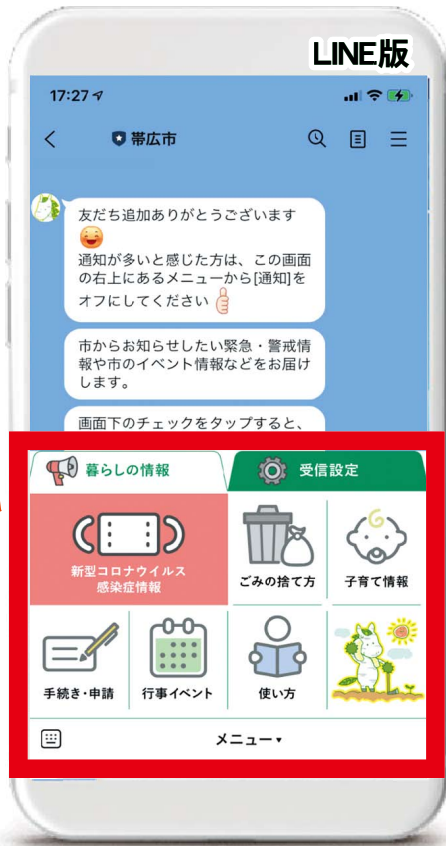 LINE版
17:27
帯広市
友だち追加ありがとうございます
通知が多いと感じた方は、この画面
の右上にあるメニューから[通知]を
オフにしてください
市からお知らせしたい緊急・警戒情
報や市のイベント情報などをお届け
します。
画面下のチェックをタップすると、
暮らしの情報
受信設定
新型コロナウイルス
感染症情報
ごみの捨て方
子育て情報
手続き・申請
行事イベント
使い方
メニュー▾